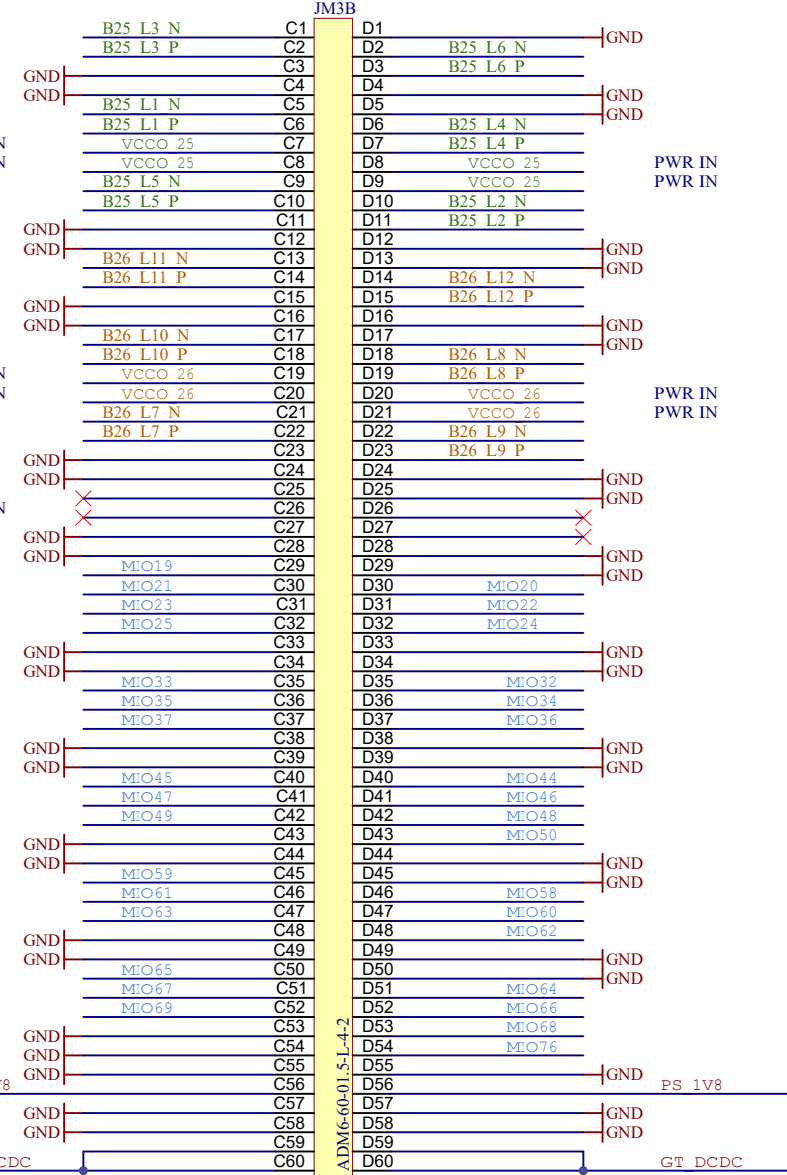 JM3B
B25_L3_N C1 D1 GND
B25_L3_P C2 D2 B25_L6_N
GND C3 D3 B25_L6_P
GND C4 D4 GND
B25_L1_N C5 D5 GND
B25_L1_P C6 D6 B25_L4_N
N VCCO_25 C7 D7 B25_L4_P
N VCCO_25 C8 D8 VCCO_25 PWR IN
B25_L5_N C9 D9 VCCO_25 PWR IN
B25_L5_P C10 D10 B25_L2_N
GND C11 D11 B25_L2_P
GND C12 D12 GND
B26_L11_N C13 D13 GND
B26_L11_P C14 D14 B26_L12_N
GND C15 D15 B26_L12_P
GND C16 D16 GND
B26_L10_N C17 D17 GND
B26_L10_P C18 D18 B26_L8_N
N VCCO_26 C19 D19 B26_L8_P
N VCCO_26 C20 D20 VCCO_26 PWR IN
B26_L7_N C21 D21 VCCO_26 PWR IN
B26_L7_P C22 D22 B26_L9_N
GND C23 D23 B26_L9_P
GND C24 D24 GND
C25 D25 GND
N C26 D26
GND C27 D27
GND C28 D28 GND
MIO19 C29 D29 GND
MIO21 C30 D30 MIO20
MIO23 C31 D31 MIO22
MIO25 C32 D32 MIO24
GND C33 D33 GND
GND C34 D34 GND
MIO33 C35 D35 MIO32
MIO35 C36 D36 MIO34
MIO37 C37 D37 MIO36
GND C38 D38 GND
GND C39 D39 GND
MIO45 C40 D40 MIO44
MIO47 C41 D41 MIO46
MIO49 C42 D42 MIO48
GND C43 D43 MIO50
GND C44 D44 GND
MIO59 C45 D45 GND
MIO61 C46 D46 MIO58
MIO63 C47 D47 MIO60
GND C48 D48 MIO62
GND C49 D49 GND
MIO65 C50 D50 GND
MIO67 C51 D51 MIO64
MIO69 C52 D52 MIO66
GND C53 D53 MIO68
GND C54 D54 MIO76
GND C55 D55 GND
V8 C56 D56 PS_1V8
GND C57 D57 GND
GND C58 D58 GND
C59 D59
CDC C60 D60 GT_DCDC
ADM6-60-01.5-L-4-2